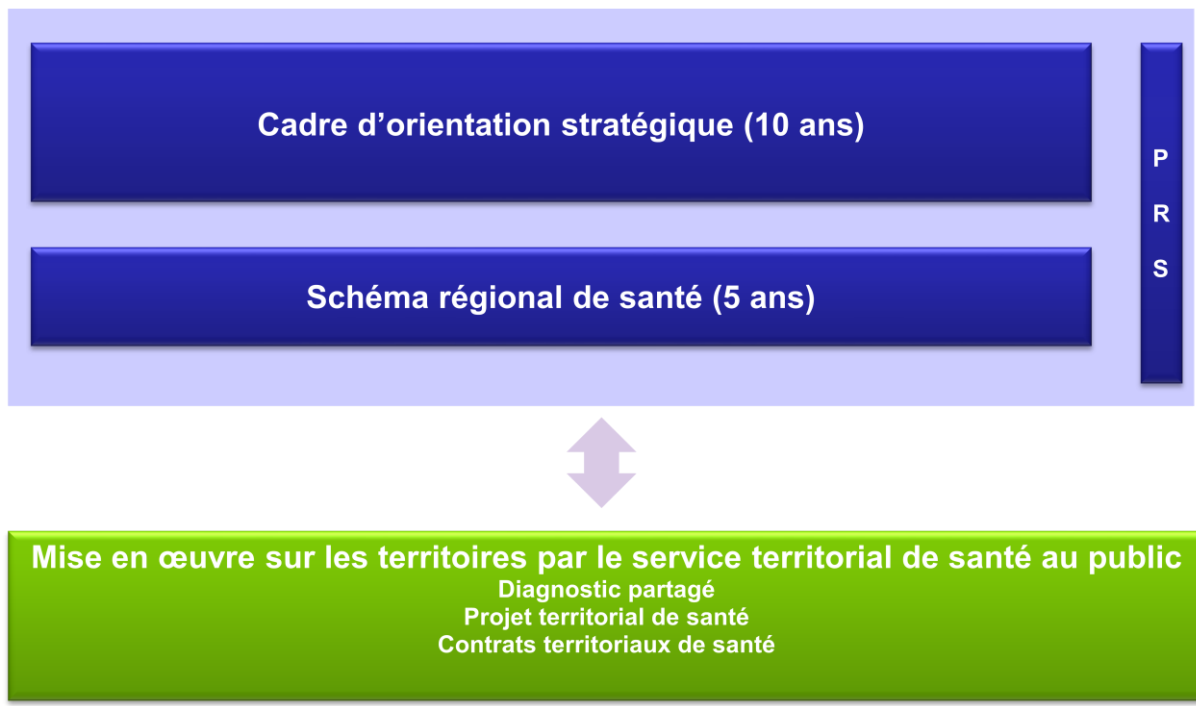 Cadre d’orientation stratégique (10 ans)
P
R
S
Schéma régional de santé (5 ans)
Mise en œuvre sur les territoires par le service territorial de santé au public
Diagnostic partagé
Projet territorial de santé
Contrats territoriaux de santé